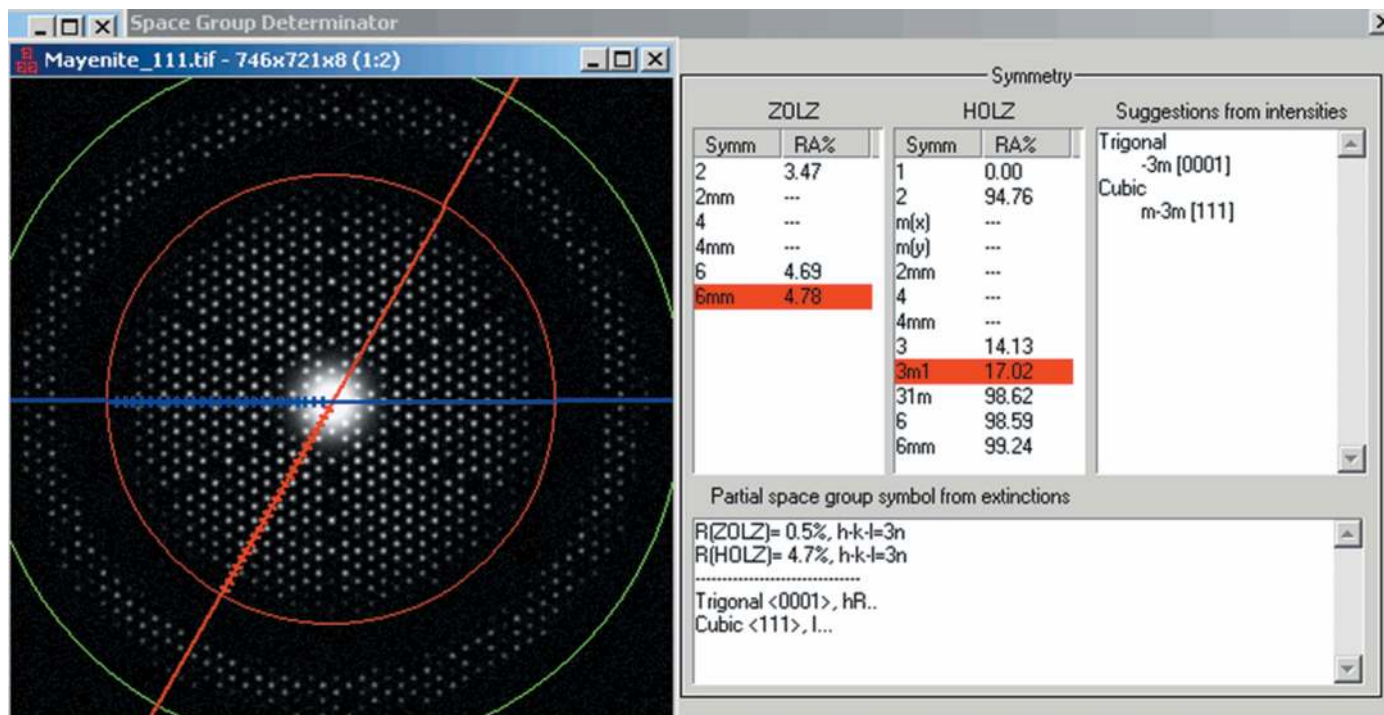 Space Group Determinator
Mayenite_111.tif - 746x721x8 (1:2)
Symmetry
ZOLZ HOLZ Suggestions from intensities
Symm RA% Symm RA%
Trigonal
-3m [0001]
Cubic
m-3m [111]
2 3.47
2mm ---
4 ---
4mm ---
6 4.69
6mm 4.78
1 0.00
2 94.76
m(x) ---
m(y) ---
2mm ---
4 ---
4mm ---
3 14.13
3m1 17.02
31m 98.62
6 98.59
6mm 99.24
Partial space group symbol from extinctions
R(ZOLZ)= 0.5%, h-k-l=3n
R(HOLZ)= 4.7%, h-k-l=3n
--------------------------------
Trigonal <0001>, hR..
Cubic <111>, I...